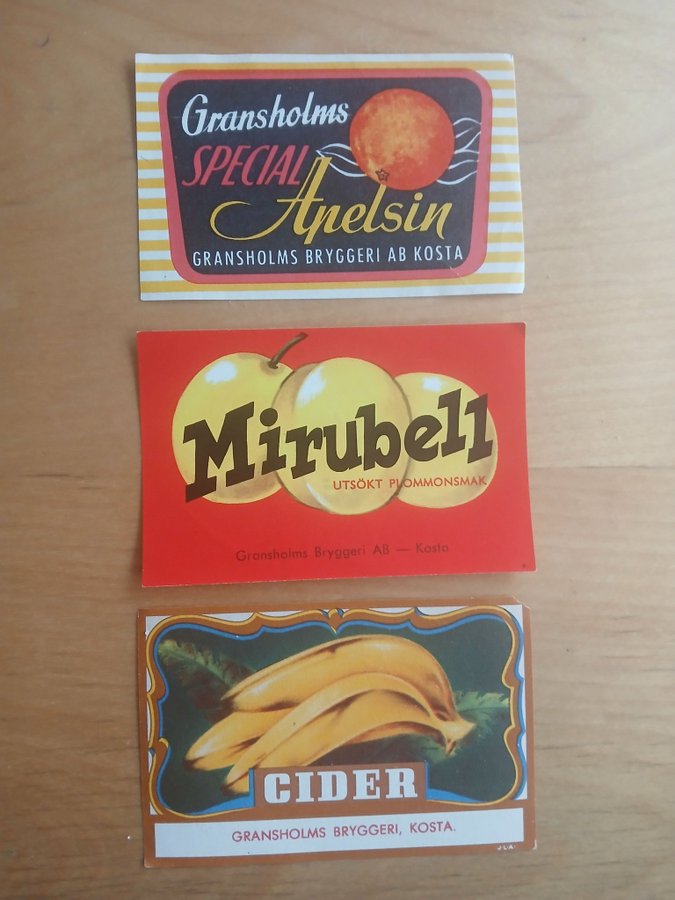 Gransholms
SPECIAL
Apelsin
GRANSHOLMS BRYGGERI AB KOSTA
Mirubell
UTSÖKT PLOMMONSMAK
Gransholms Bryggeri AB — Kosta
CIDER
GRANSHOLMS BRYGGERI, KOSTA.